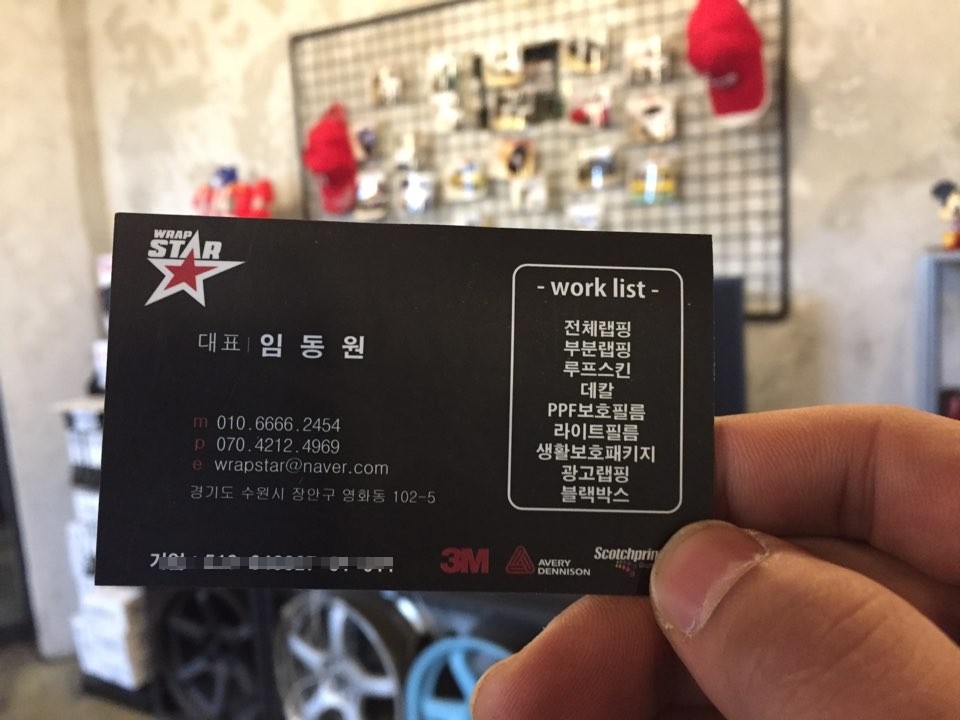 WRAP
STAR
대표 | 임 동 원
m 010.6666.2454
p 070.4212.4969
e wrapstar@naver.com
경기도 수원시 장안구 영화동 102-5
3M
AVERY
DENNISON
- work list -
전체랩핑
부분랩핑
루프스킨
데칼
PPF보호필름
라이트필름
생활보호패키지
광고랩핑
블랙박스